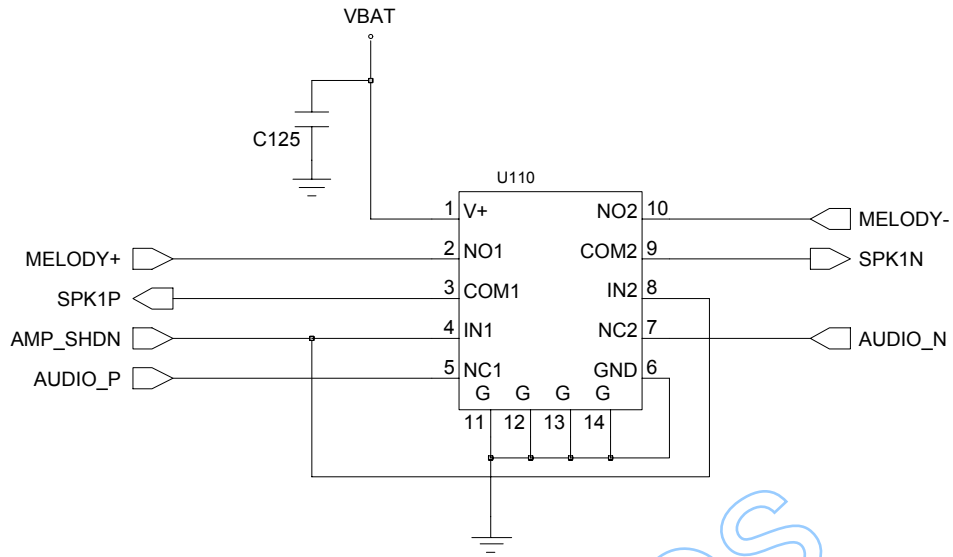 VBAT
C125
U110
1 V+ NO2 10
MELODY-
MELODY+
2 NO1 COM2 9
SPK1N
SPK1P
3 COM1 IN2 8
AMP_SHDN
4 IN1 NC2 7
AUDIO_N
AUDIO_P
5 NC1 GND 6
G G G G
11 12 13 14